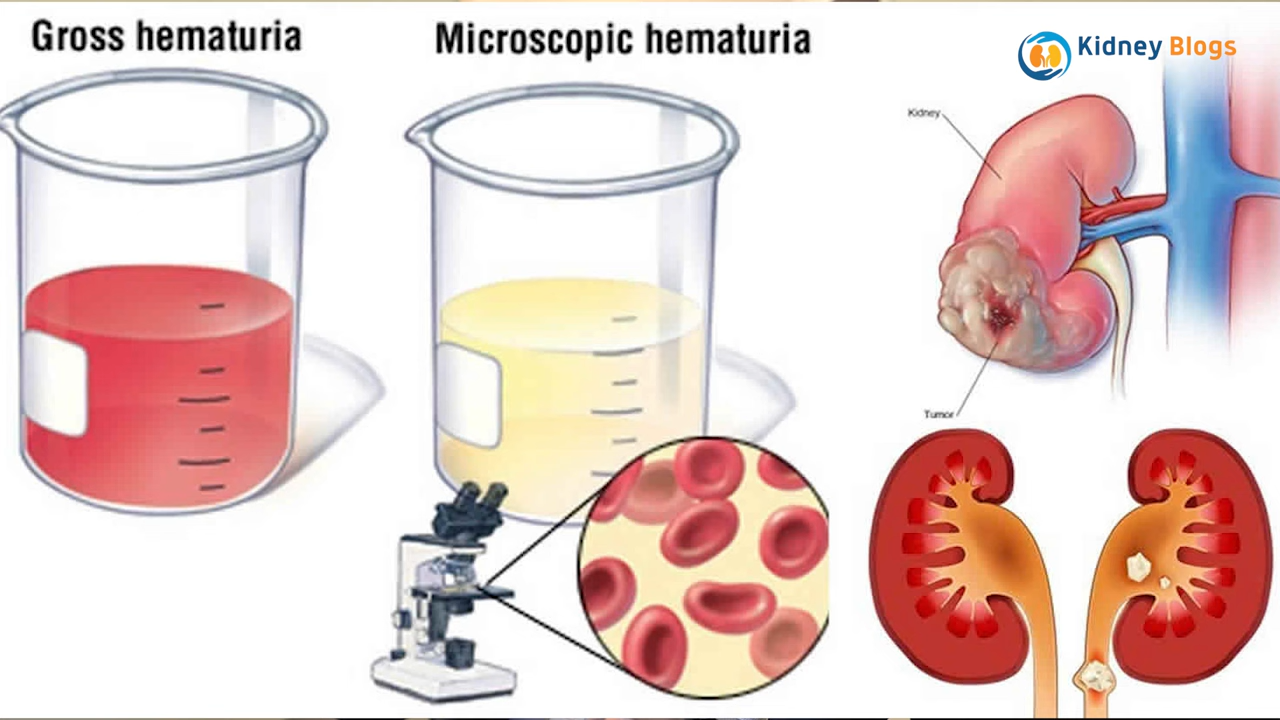 Gross hematuria
Microscopic hematuria
Kidney Blogs
Kidney
Tumor